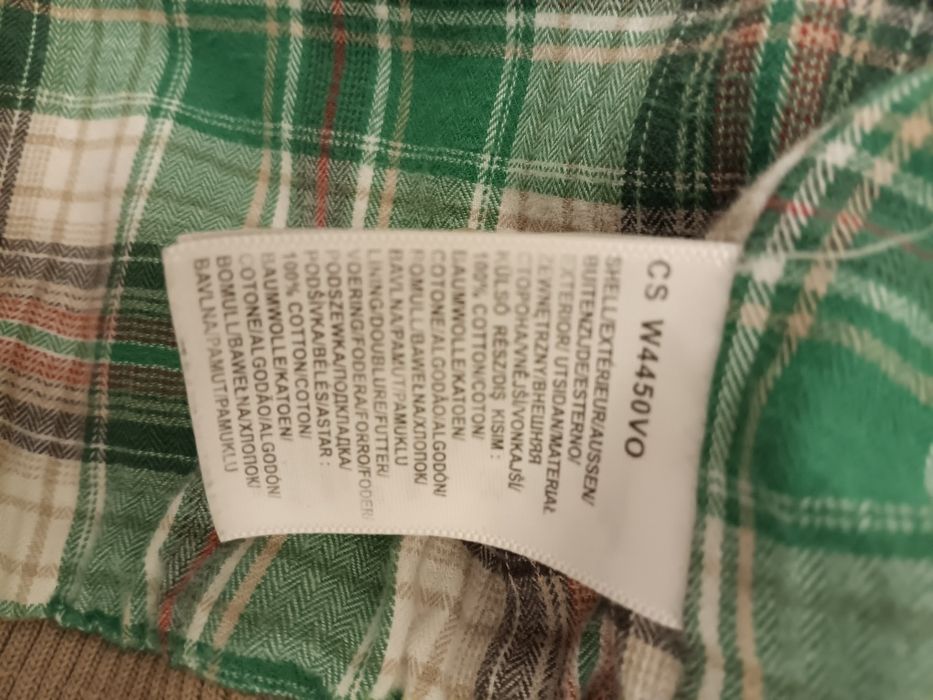 CS W4450VO
SHELL/EXTÉRIEUR/AUSSEN/
BUITENZIJDE/ESTERNO/
EXTERIOR/ UTSIDAN/MATERIAŁ
ZEWNĘTRZNY/ВНЕШНЯЯ
СТОРОНА/VNĚJŠÍ/VONKAJŠÍ/
KÜLSŐ RÉSZ/DIŞ KISIM :
100% COTTON/COTON/
BAUMWOLLE/KATOEN/
COTONE/ALGODÃO/ALGODÓN/
BOMULL/BAWEŁNA/ХЛОПОК/
BAVLNA/PAMUT/PAMUKLU
LINING/DOUBLURE/FUTTER/
VOERING/FODERA/FORRO/FODER/
PODSZEWKA/ПОДКЛАДКА/
PODŠÍVKA/BÉLÉS/ASTAR :
100% COTTON/COTON/
BAUMWOLLE/KATOEN/
COTONE/ALGODÃO/ALGODÓN/
BOMULL/BAWEŁNA/ХЛОПОК/
BAVLNA/PAMUT/PAMUKLU